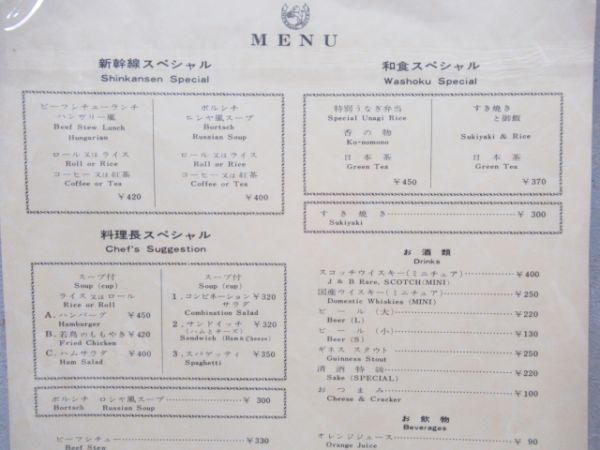 MENU
新幹線スペシャル
Shinkansen Special
ビーフシチューランチ
ハンガリー風
Beef Stew Lunch
Hungarian
ロール 又は ライス
Roll or Rice
コーヒー 又は 紅茶
Coffee or Tea
￥420
ボルシチ
ロシヤ風スープ
Bortsch
Russian Soup
ロール 又は ライス
Roll or Rice
コーヒー 又は 紅茶
Coffee or Tea
￥400
料理長スペシャル
Chef's Suggestion
スープ付
Soup (cup)
ライス 又は ロール
Rice or Roll
A. ハンバーグ ￥450
Hamburger
B. 若鳥のももやき ￥420
Fried Chicken
C. ハムサラダ ￥400
Ham Salad
スープ付
Soup (cup)
1. コンビネーション ￥320
サラダ
Combination Salad
2. サンドイッチ ￥320
(ハムとチーズ)
Sandwich (Ham & Cheese)
3. スパゲッティ ￥350
Spaghetti
ボルシチ ロシヤ風スープ ￥ 300
Bortsch Russian Soup
ビーフシチュー ￥330
Beef Stew
和食スペシャル
Washoku Special
特別うなぎ弁当
Special Unagi Rice
香の物
Ko-nomono
日本茶
Green Tea
￥450
すき焼き
と御飯
Sukiyaki & Rice
日本茶
Green Tea
￥370
すき焼き ￥ 300
Sukiyaki
お酒類
Drinks
スコッチウイスキー(ミニチュア) ￥400
J & B Rare, SCOTCH (MINI)
国産ウイスキー(ミニチュア) ￥250
Domestic Whiskies (MINI)
ビール (大) ￥220
Beer (L)
ビール (小) ￥130
Beer (S)
ギネス スタウト ￥250
Guinness Stout
清酒特級 ￥220
Sake (SPECIAL)
おつまみ ￥100
Cheese & Cracker
お飲物
Beverages
オレンジジュース ￥ 90
Orange Juice